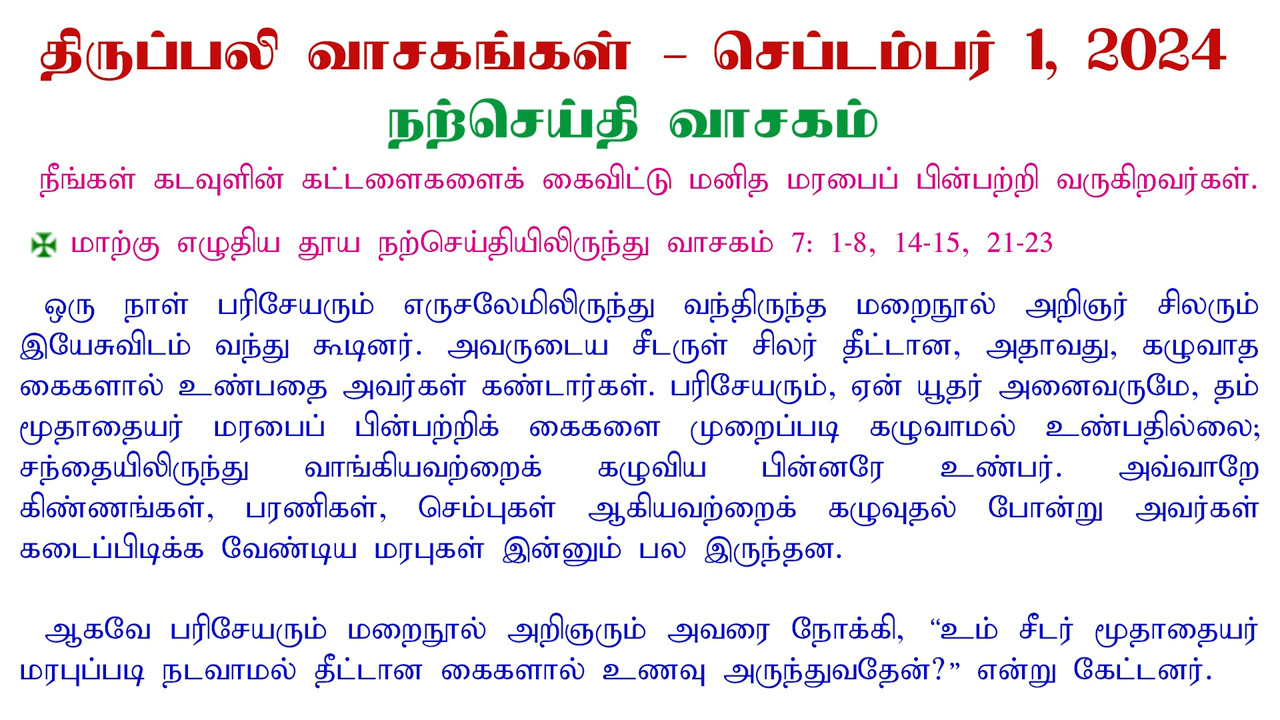 திருப்பலி வாசகங்கள் – செப்டம்பர் 1, 2024
நற்செய்தி வாசகம்
நீங்கள் கடவுளின் கட்டளைகளைக் கைவிட்டு மனித மரபைப் பின்பற்றி வருகிறவர்கள்.
✠ மாற்கு எழுதிய தூய நற்செய்தியிலிருந்து வாசகம் 7: 1-8, 14-15, 21-23
ஒரு நாள் பரிசேயரும் எருசலேமிலிருந்து வந்திருந்த மறைநூல் அறிஞர் சிலரும்
இயேசுவிடம் வந்து கூடினர். அவருடைய சீடருள் சிலர் தீட்டான, அதாவது, கழுவாத
கைகளால் உண்பதை அவர்கள் கண்டார்கள். பரிசேயரும், ஏன் யூதர் அனைவருமே, தம்
மூதாதையர் மரபைப் பின்பற்றிக் கைகளை முறைப்படி கழுவாமல் உண்பதில்லை;
சந்தையிலிருந்து வாங்கியவற்றைக் கழுவிய பின்னரே உண்பர். அவ்வாறே
கிண்ணங்கள், பரணிகள், செம்புகள் ஆகியவற்றைக் கழுவுதல் போன்று அவர்கள்
கடைப்பிடிக்க வேண்டிய மரபுகள் இன்னும் பல இருந்தன.
ஆகவே பரிசேயரும் மறைநூல் அறிஞரும் அவரை நோக்கி, “உம் சீடர் மூதாதையர்
மரபுப்படி நடவாமல் தீட்டான கைகளால் உணவு அருந்துவதேன்?” என்று கேட்டனர்.